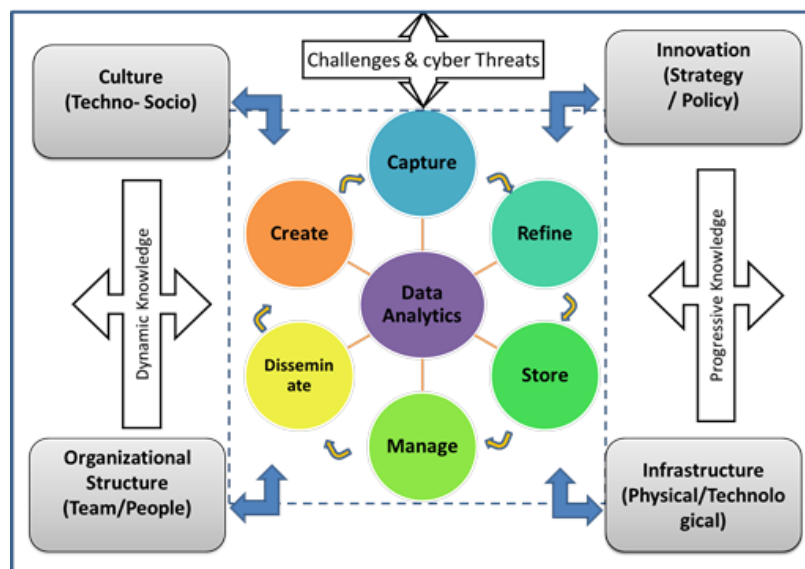 Challenges & cyber Threats
Culture
(Techno- Socio)
Innovation
(Strategy
/ Policy)
Capture
Create
Refine
Data
Analytics
Dissemin
ate
Store
Manage
Dynamic Knowledge
Progressive Knowledge
Organizational
Structure
(Team/People)
Infrastructure
(Physical/Technolo
gical)